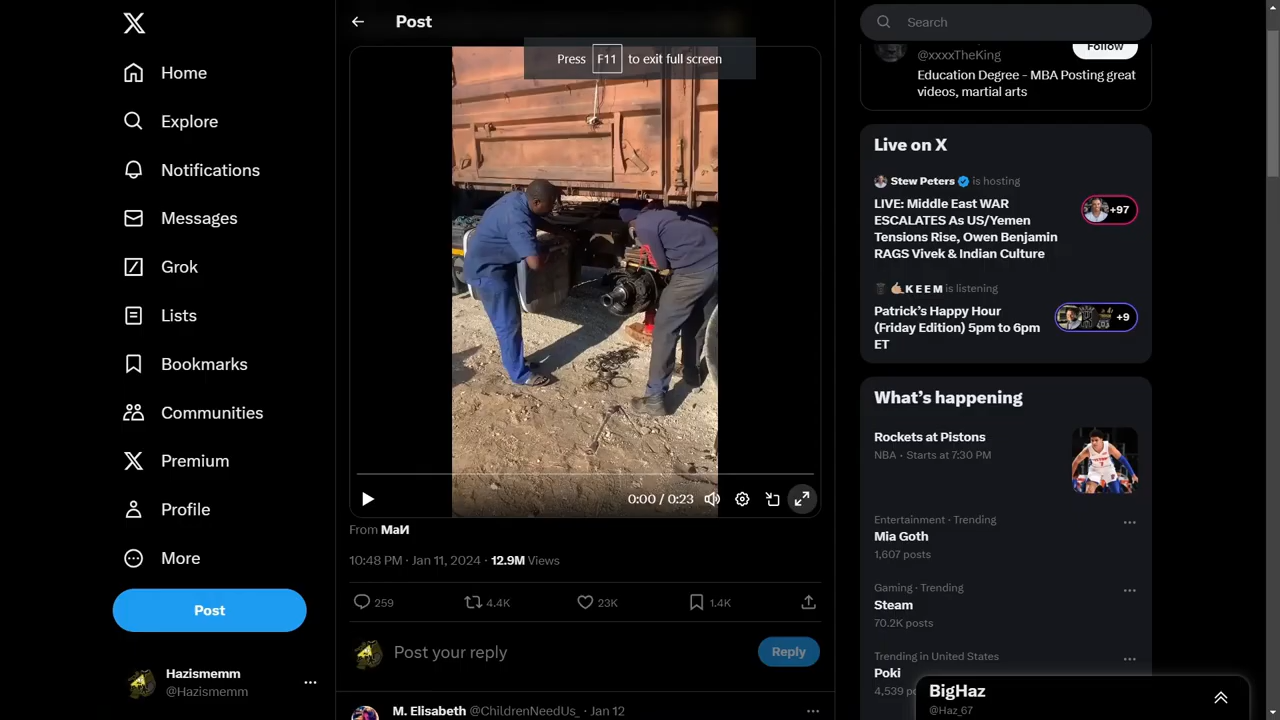 Home
Explore
Notifications
Messages
Grok
Lists
Bookmarks
Communities
Premium
Profile
More
Post
Hazismemm
@Hazismemm
Post
Press F11 to exit full screen
0:00 / 0:23
From MaИ
10:48 PM · Jan 11, 2024 · 12.9M Views
259
4.4K
23K
1.4K
Post your reply
Reply
M. Elisabeth @ChildrenNeedUs_ · Jan 12
Search
@xxxxTheKing
Follow
Education Degree - MBA Posting great
videos, martial arts
Live on X
Stew Peters is hosting
LIVE: Middle East WAR
ESCALATES As US/Yemen
Tensions Rise, Owen Benjamin
RAGS Vivek & Indian Culture
+97
K E E M is listening
Patrick’s Happy Hour
(Friday Edition) 5pm to 6pm
ET
+9
What’s happening
Rockets at Pistons
NBA · Starts at 7:30 PM
Entertainment · Trending
Mia Goth
1,607 posts
Gaming · Trending
Steam
70.2K posts
Trending in United States
Poki
4,539
BigHaz
@Haz_67